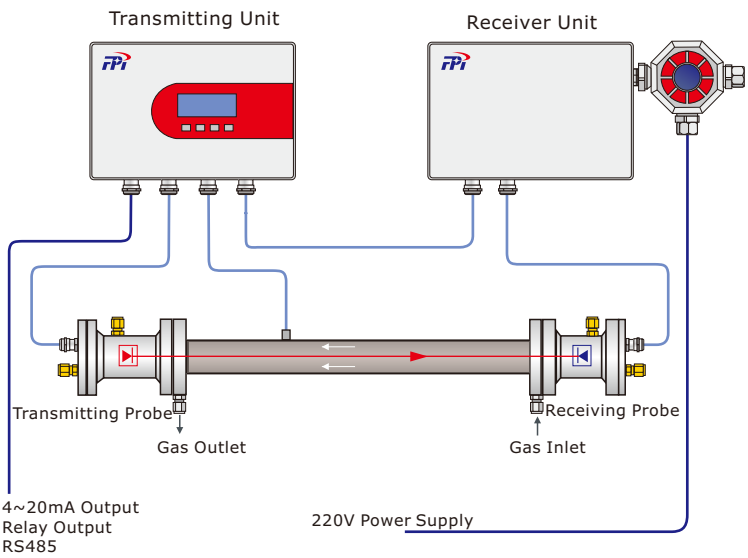 Transmitting Unit
Receiver Unit
FPI
FPI
Transmitting Probe
Receiving Probe
Gas Outlet
Gas Inlet
4~20mA Output
Relay Output
RS485
220V Power Supply